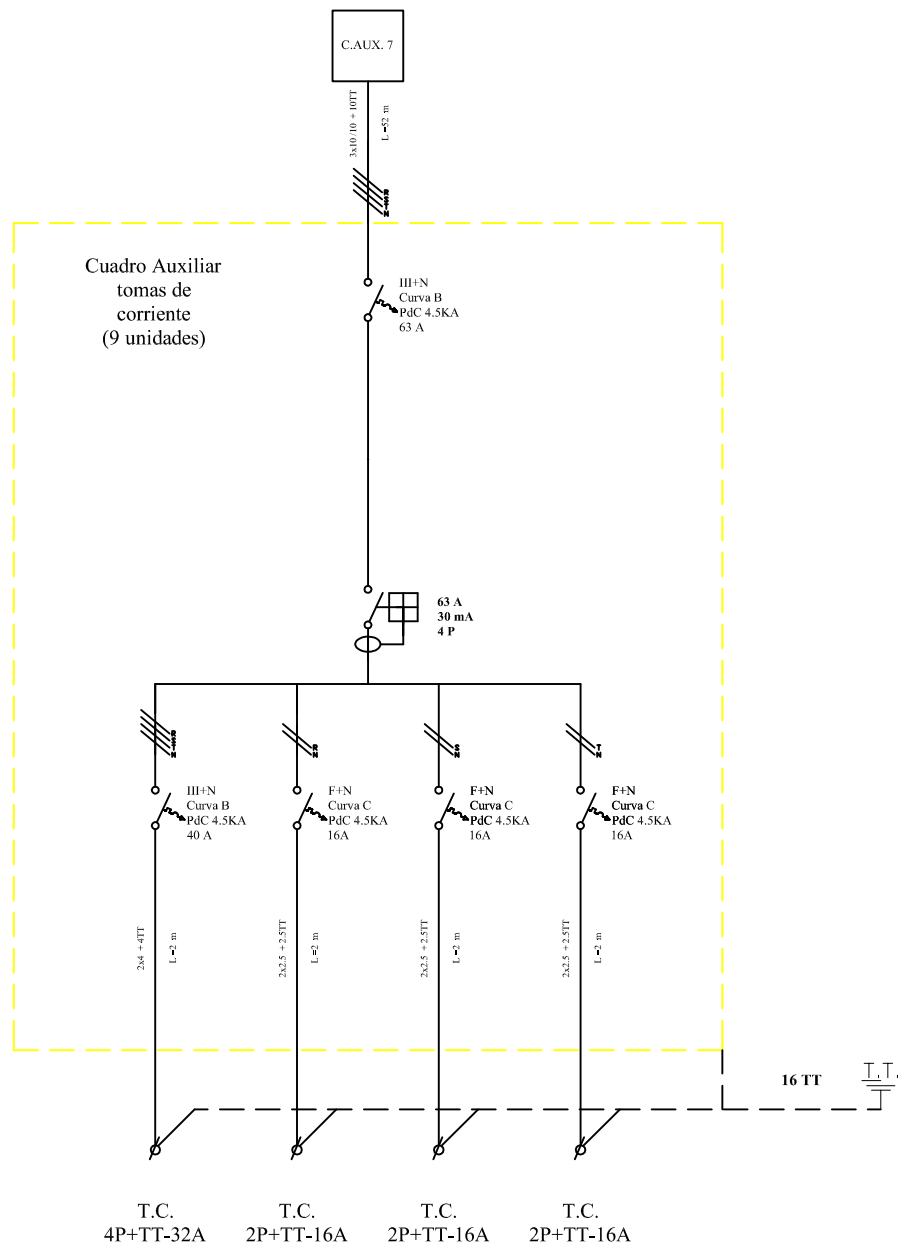 C.AUX. 7
3x10/10 + 10TT
L =52 m
R
S
T
N
Cuadro Auxiliar
tomas de
corriente
(9 unidades)
III+N
Curva B
PdC 4.5KA
63 A
63 A
30 mA
4 P
R
S
T
N
R
N
S
N
T
N
III+N
Curva B
PdC 4.5KA
40 A
F+N
Curva C
PdC 4.5KA
16A
F+N
Curva C
PdC 4.5KA
16A
F+N
Curva C
PdC 4.5KA
16A
2x4 + 4TT
L =2 m
2x2.5 + 2.5TT
L =2 m
2x2.5 + 2.5TT
L =2 m
2x2.5 + 2.5TT
L =2 m
16 TT
T.T.
T.C.
4P+TT-32A
T.C.
2P+TT-16A
T.C.
2P+TT-16A
T.C.
2P+TT-16A